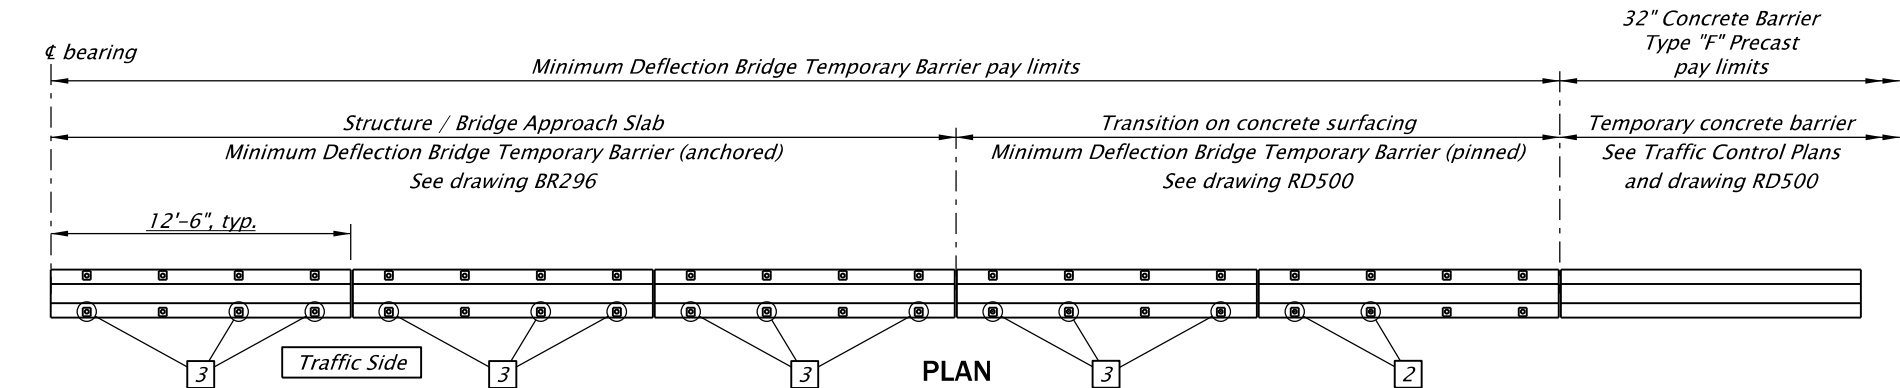 32" Concrete Barrier
Type "F" Precast
pay limits
℄ bearing
Minimum Deflection Bridge Temporary Barrier pay limits
Structure / Bridge Approach Slab
Minimum Deflection Bridge Temporary Barrier (anchored)
See drawing BR296
Transition on concrete surfacing
Minimum Deflection Bridge Temporary Barrier (pinned)
See drawing RD500
Temporary concrete barrier
See Traffic Control Plans
and drawing RD500
12'-6", typ.
3
Traffic Side
3
3
PLAN
3
2